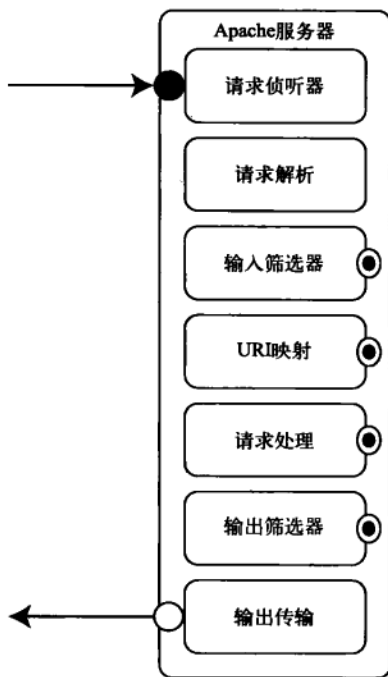 Apache服务器
请求侦听器
请求解析
输入筛选器
URI映射
请求处理
输出筛选器
输出传输